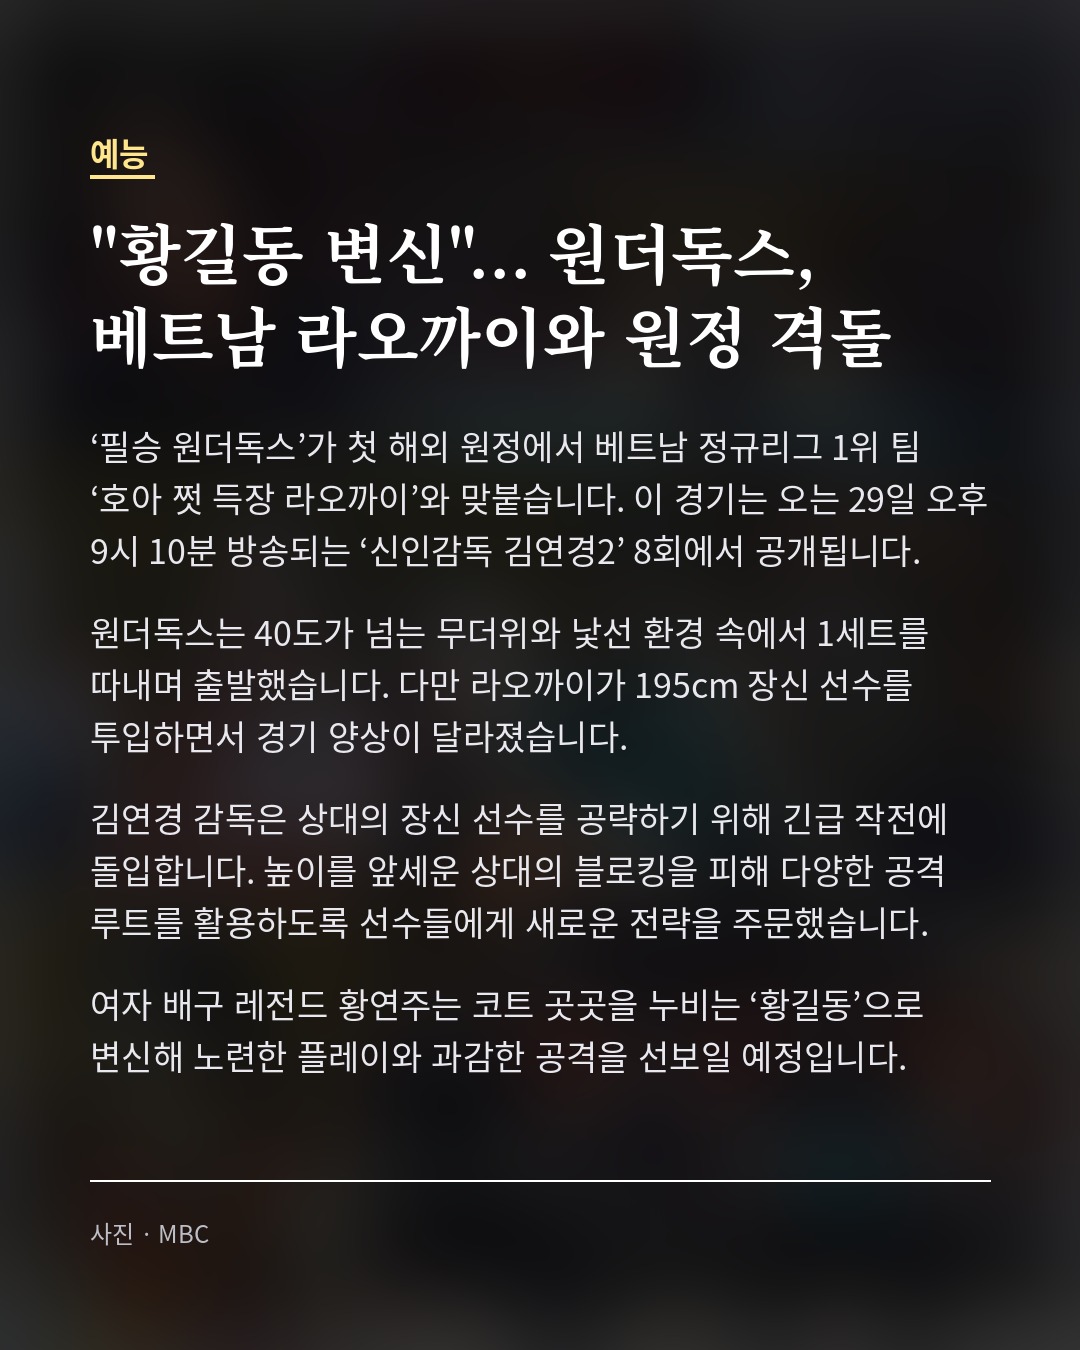 예능
"황길동 변신"... 원더독스,
베트남 라오까이와 원정 격돌
‘필승 원더독스’가 첫 해외 원정에서 베트남 정규리그 1위 팀
‘호아 쩟 득장 라오까이’와 맞붙습니다. 이 경기는 오는 29일 오후
9시 10분 방송되는 ‘신인감독 김연경2’ 8회에서 공개됩니다.
원더독스는 40도가 넘는 무더위와 낯선 환경 속에서 1세트를
따내며 출발했습니다. 다만 라오까이가 195cm 장신 선수를
투입하면서 경기 양상이 달라졌습니다.
김연경 감독은 상대의 장신 선수를 공략하기 위해 긴급 작전에
돌입합니다. 높이를 앞세운 상대의 블로킹을 피해 다양한 공격
루트를 활용하도록 선수들에게 새로운 전략을 주문했습니다.
여자 배구 레전드 황연주는 코트 곳곳을 누비는 ‘황길동’으로
변신해 노련한 플레이와 과감한 공격을 선보일 예정입니다.
사진 · MBC